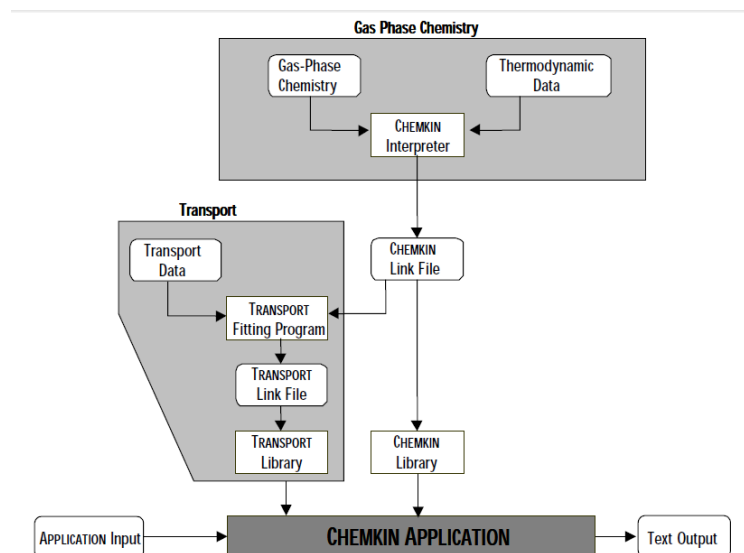 Gas Phase Chemistry
Gas-Phase
Chemistry
Thermodynamic
Data
CHEMKIN
Interpreter
Transport
Transport
Data
CHEMKIN
Link File
TRANSPORT
Fitting Program
TRANSPORT
Link File
TRANSPORT
Library
CHEMKIN
Library
APPLICATION Input
CHEMKIN APPLICATION
Text Output